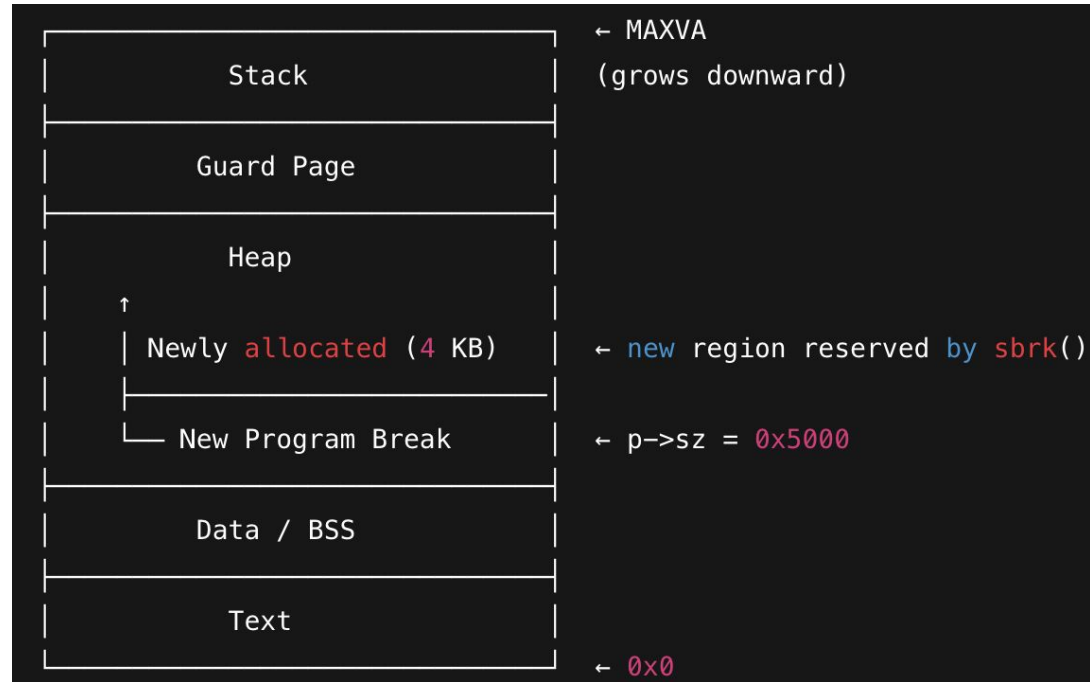 ← MAXVA
Stack (grows downward)
Guard Page
Heap
↑
Newly allocated (4 KB) ← new region reserved by sbrk()
New Program Break ← p->sz = 0x5000
Data / BSS
Text
← 0x0